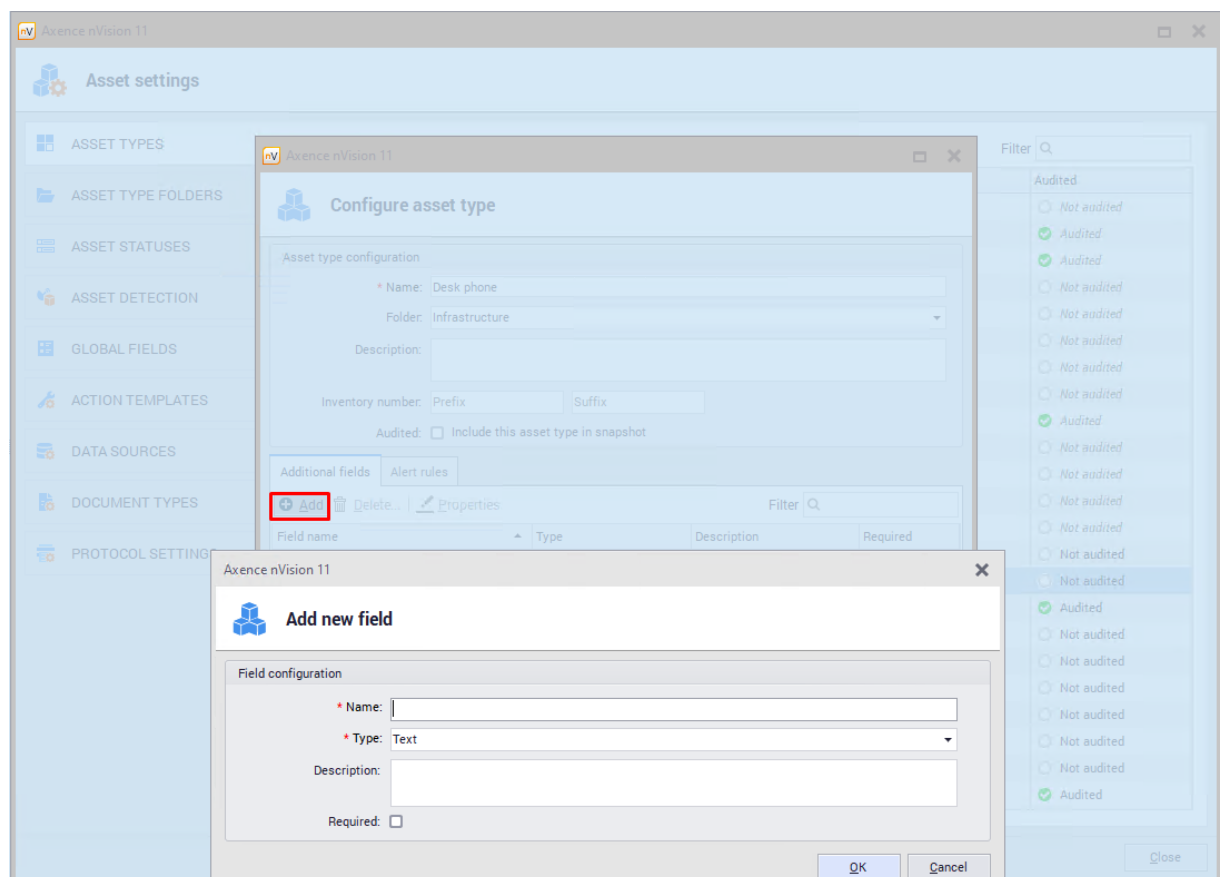 nV Axence nVision 11
Asset settings
ASSET TYPES
ASSET TYPE FOLDERS
ASSET STATUSES
ASSET DETECTION
GLOBAL FIELDS
ACTION TEMPLATES
DATA SOURCES
DOCUMENT TYPES
PROTOCOL SETTINGS
nV Axence nVision 11
Configure asset type
Asset type configuration
* Name: Desk phone
Folder: Infrastructure
Description:
Inventory number: Prefix Suffix
Audited: Include this asset type in snapshot
Additional fields Alert rules
Add Delete... Properties Filter
Field name Type Description Required
Axence nVision 11
Add new field
Field configuration
* Name:
* Type: Text
Description:
Required:
OK Cancel
Filter
Audited
Not audited
Audited
Audited
Not audited
Not audited
Not audited
Not audited
Not audited
Audited
Not audited
Not audited
Not audited
Not audited
Not audited
Not audited
Audited
Not audited
Not audited
Not audited
Not audited
Not audited
Not audited
Audited
Close